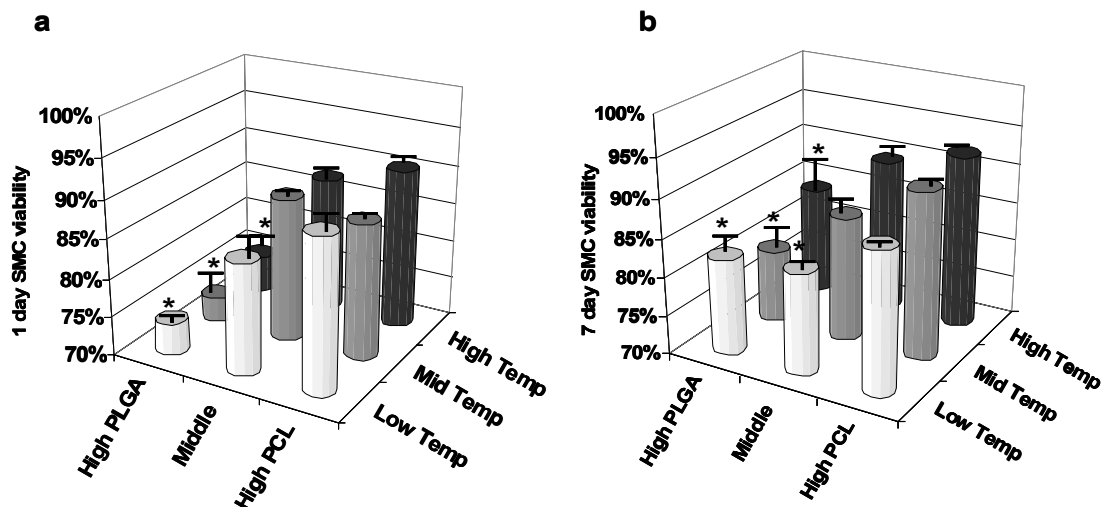 a
1 day SMC viability
100%
95%
90%
85%
80%
75%
70%
*
*
*
High PLGA
Middle
High PCL
Low Temp
Mid Temp
High Temp
b
7 day SMC viability
100%
95%
90%
85%
80%
75%
70%
*
*
*
*
High PLGA
Middle
High PCL
Low Temp
Mid Temp
High Temp